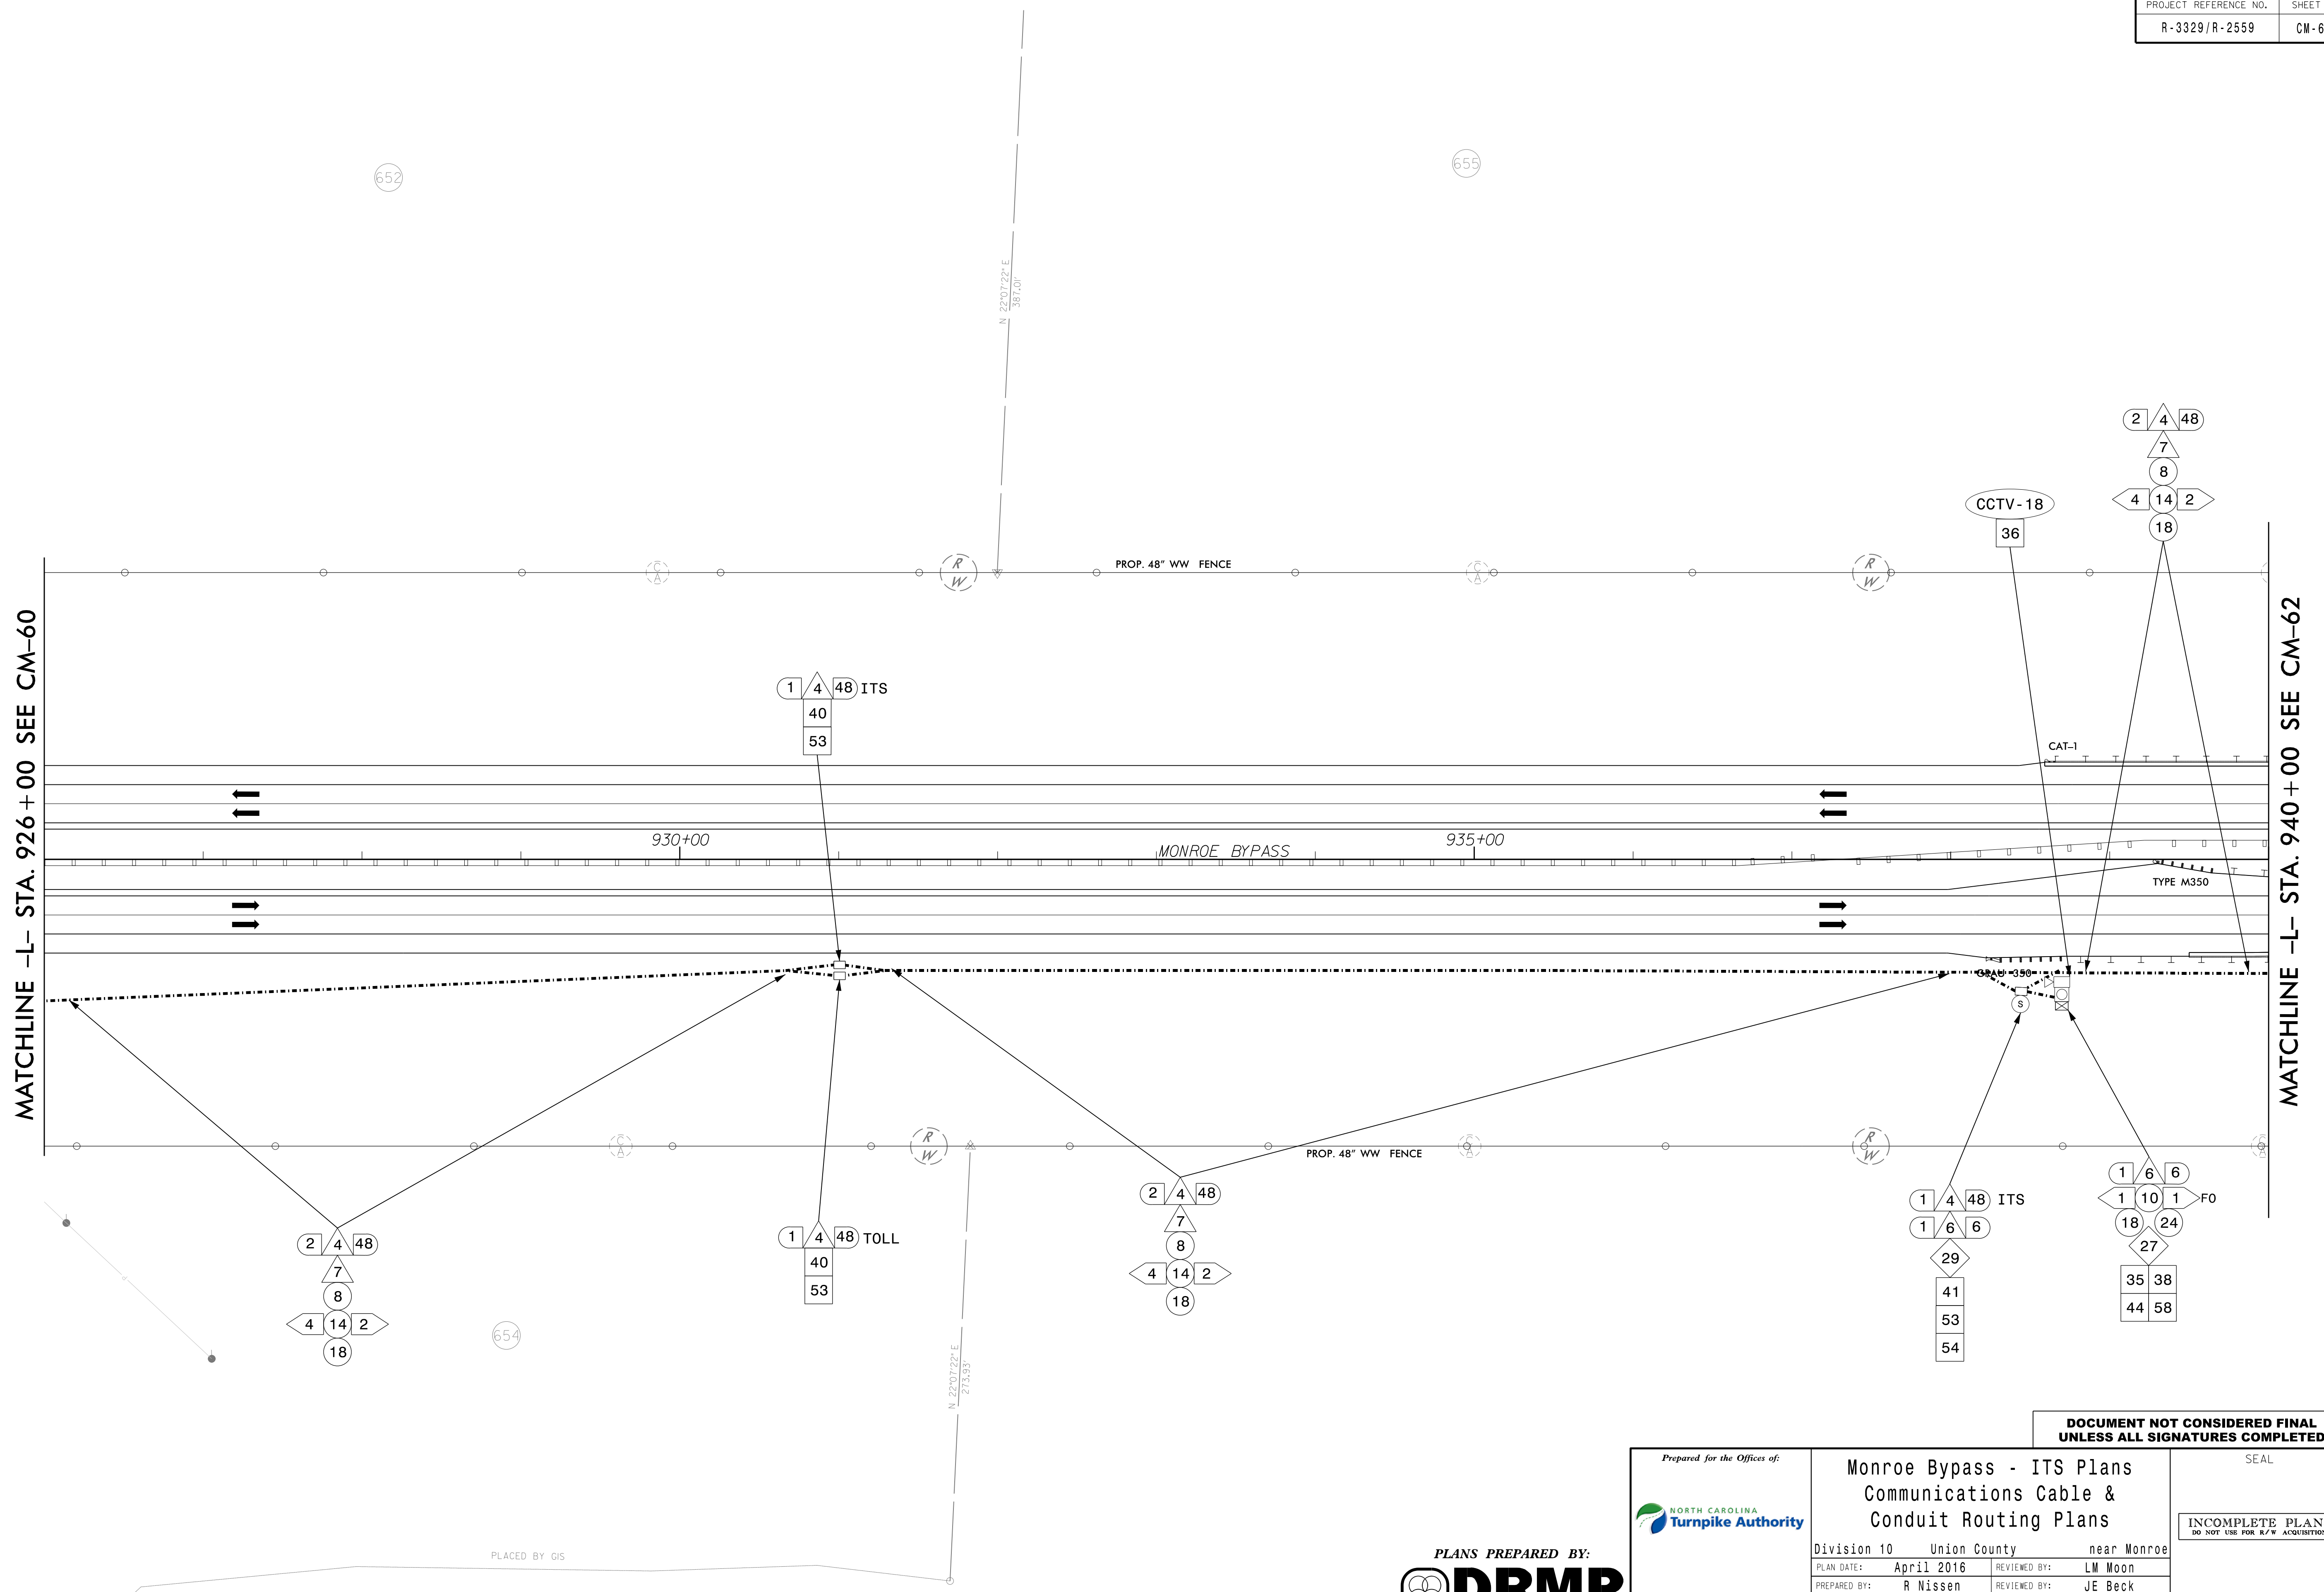 PROJECT REFERENCE NO. SHEET
R-3329/R-2559 CM-6
652
655
N 22°07'22" E
387.01'
2 4 48
7
8
4 14 2
18
CCTV-18
36
C
A
R
W
PROP. 48" WW FENCE
C
A
R
W
MATCHLINE -L- STA. 926+00 SEE CM-60
MATCHLINE -L- STA. 940+00 SEE CM-62
1 4 48 ITS
40
53
CAT-1
930+00
935+00
MONROE BYPASS
TYPE M350
GRAU 350
S
C
A
R
W
PROP. 48" WW FENCE
C
A
R
W
C
A
2 4 48
7
8
4 14 2
18
1 4 48 TOLL
40
53
2 4 48
7
8
4 14 2
18
1 4 48 ITS
1 6 6
29
41
53
54
1 6 6
1 10 1 FO
18 24
27
35 38
44 58
654
N 22°07'22" E
273.93'
PLACED BY GIS
DOCUMENT NOT CONSIDERED FINAL
UNLESS ALL SIGNATURES COMPLETED
PLANS PREPARED BY:
DRMP
Prepared for the Offices of:
NORTH CAROLINA
Turnpike Authority
Monroe Bypass - ITS Plans
Communications Cable &
Conduit Routing Plans
Division 10 Union County near Monroe
PLAN DATE: April 2016 REVIEWED BY: LM Moon
PREPARED BY: R Nissen REVIEWED BY: JE Beck
SEAL
INCOMPLETE PLAN
DO NOT USE FOR R/W ACQUISITION